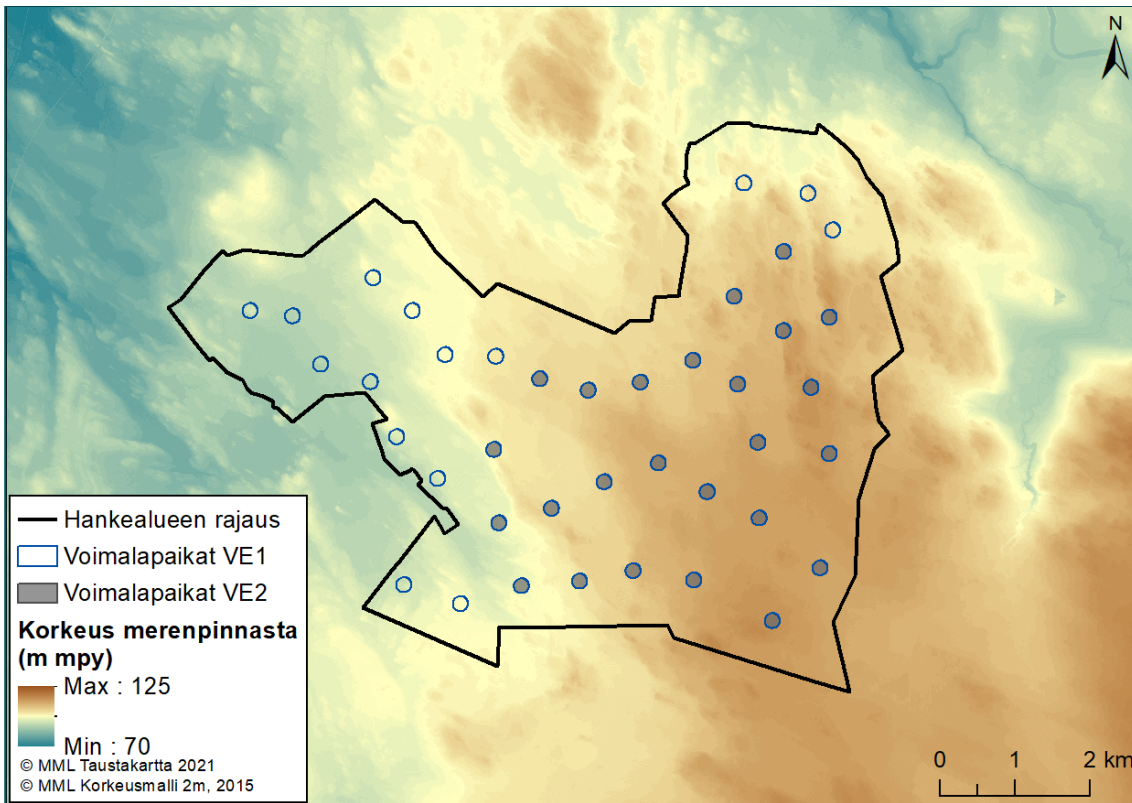 N
Hankealueen rajaus
Voimalapaikat VE1
Voimalapaikat VE2
Korkeus merenpinnasta
(m mpy)
Max : 125
Min : 70
© MML Taustakartta 2021
© MML Korkeusmalli 2m, 2015
0 1 2 km